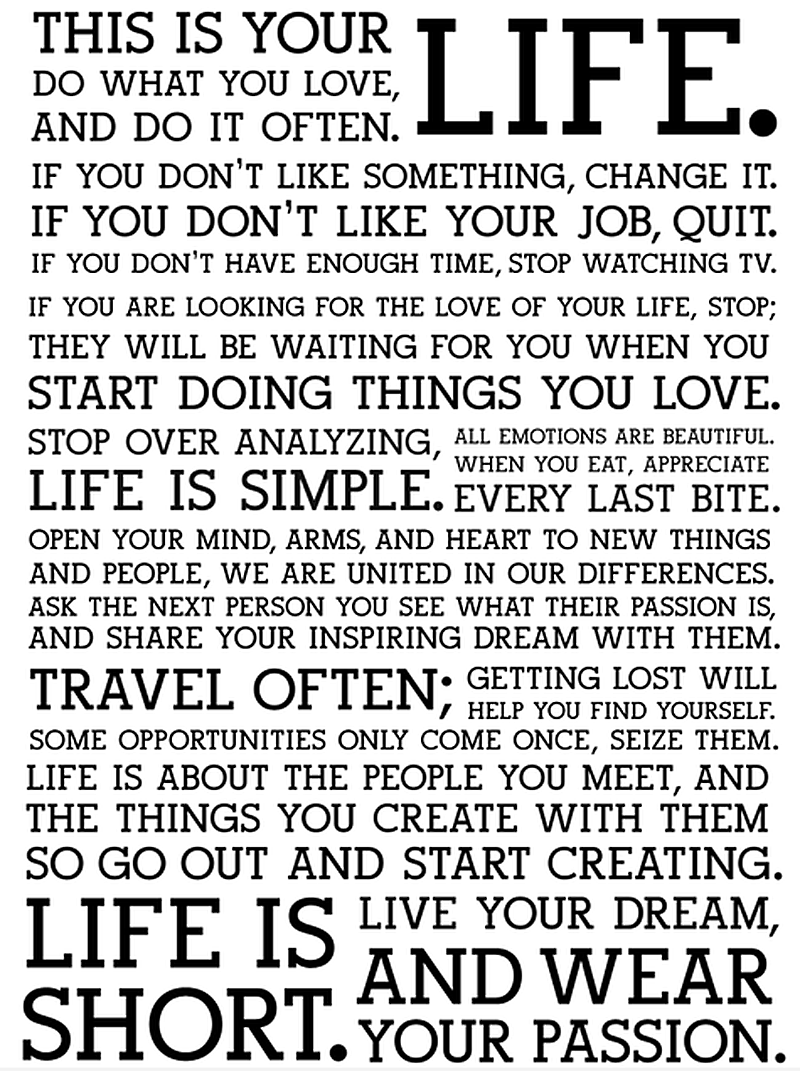 THIS IS YOUR LIFE.
DO WHAT YOU LOVE,
AND DO IT OFTEN.
IF YOU DON'T LIKE SOMETHING, CHANGE IT.
IF YOU DON'T LIKE YOUR JOB, QUIT.
IF YOU DON'T HAVE ENOUGH TIME, STOP WATCHING TV.
IF YOU ARE LOOKING FOR THE LOVE OF YOUR LIFE, STOP;
THEY WILL BE WAITING FOR YOU WHEN YOU
START DOING THINGS YOU LOVE.
STOP OVER ANALYZING,
LIFE IS SIMPLE.
ALL EMOTIONS ARE BEAUTIFUL.
WHEN YOU EAT, APPRECIATE
EVERY LAST BITE.
OPEN YOUR MIND, ARMS, AND HEART TO NEW THINGS
AND PEOPLE, WE ARE UNITED IN OUR DIFFERENCES.
ASK THE NEXT PERSON YOU SEE WHAT THEIR PASSION IS,
AND SHARE YOUR INSPIRING DREAM WITH THEM.
TRAVEL OFTEN;
GETTING LOST WILL
HELP YOU FIND YOURSELF.
SOME OPPORTUNITIES ONLY COME ONCE, SEIZE THEM.
LIFE IS ABOUT THE PEOPLE YOU MEET, AND
THE THINGS YOU CREATE WITH THEM
SO GO OUT AND START CREATING.
LIFE IS
SHORT.
LIVE YOUR DREAM,
AND WEAR
YOUR PASSION.